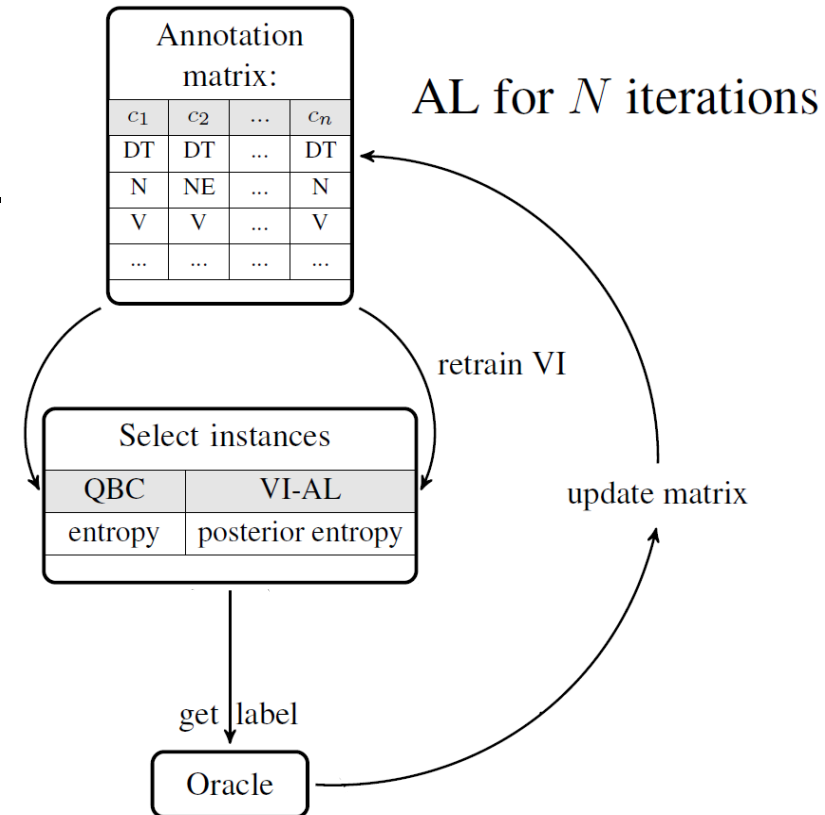 Annotation
matrix:
c1 c2 ... cn
DT DT ... DT
N NE ... N
V V ... V
... ... ... ...
AL for N iterations
retrain VI
Select instances
QBC VI-AL
entropy posterior entropy
update matrix
get label
Oracle